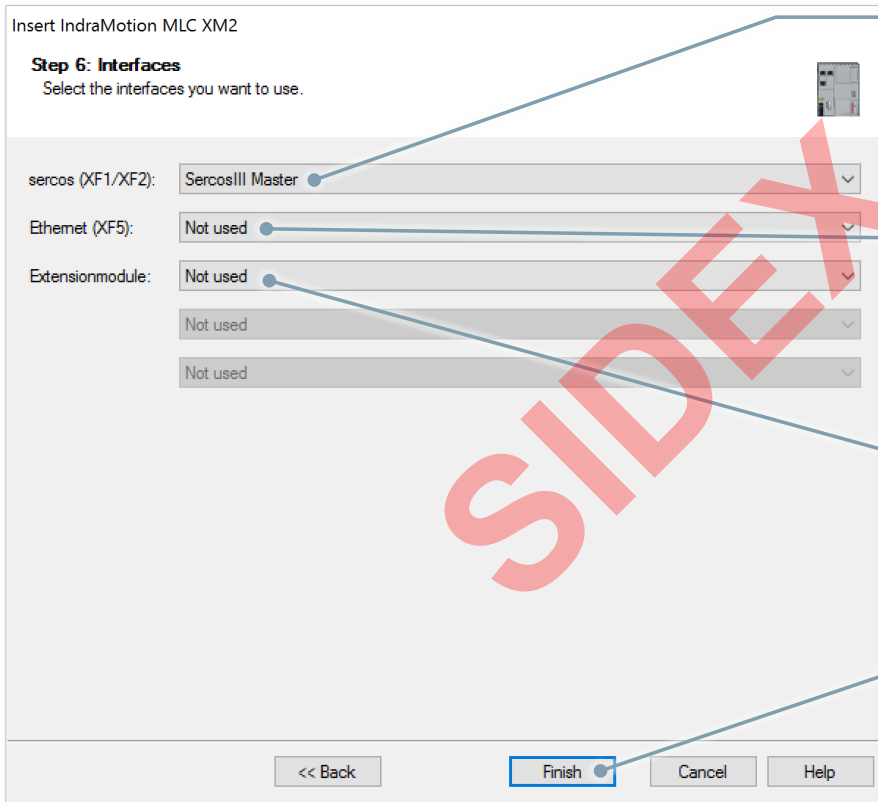 Insert IndraMotion MLC XM2
Step 6: Interfaces
Select the interfaces you want to use.
sercos (XF1/XF2): SercosIII Master
Ethernet (XF5): Not used
Extensionmodule: Not used
Not used
Not used
SIDEX
<< Back Finish Cancel Help